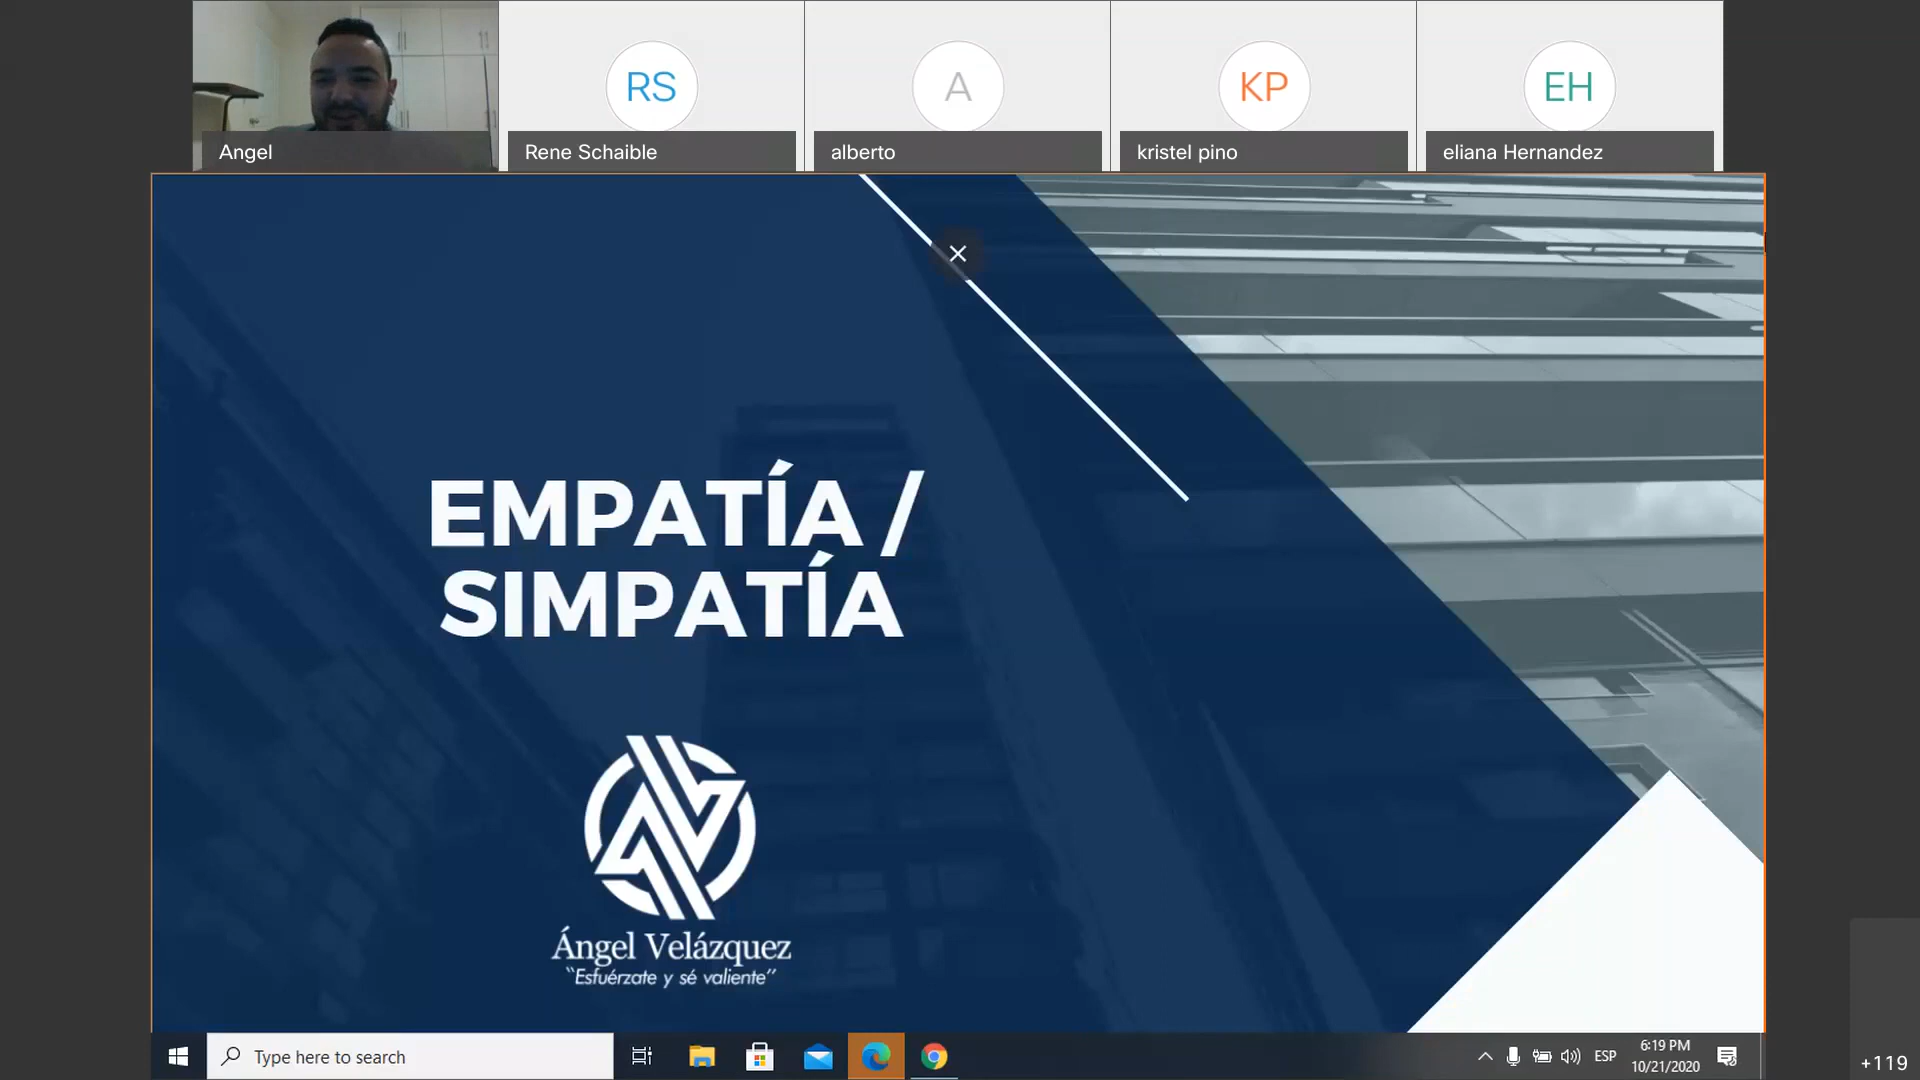 RS
A
KP
EH
Angel
Rene Schaible
alberto
kristel pino
eliana Hernandez
EMPATÍA /
SIMPATÍA
Ángel Velázquez
"Esfuérzate y sé valiente"
Type here to search
ESP
6:19 PM
10/21/2020
+119